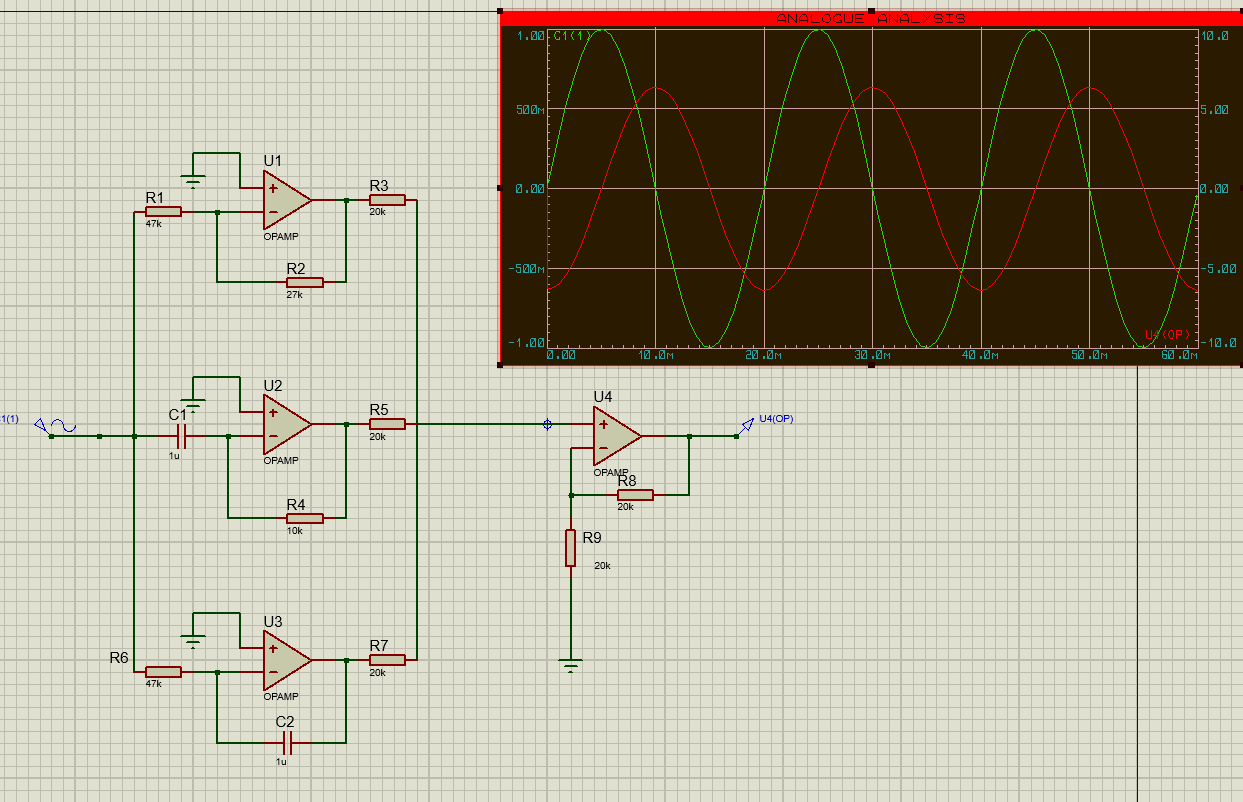 ANALOGUE ANALYSIS
1.00
C1(1)
10.0
500m
5.00
0.00
0.00
-500m
-5.00
U4(OP)
-1.00
-10.0
0.00
10.0m
20.0m
30.0m
40.0m
50.0m
60.0m
U1
R1
47k
OPAMP
R3
20k
R2
27k
U2
1(1)
C1
1u
OPAMP
R5
20k
R4
10k
U4
U4(OP)
OPAMP
R8
20k
R9
20k
U3
R6
47k
OPAMP
R7
20k
C2
1u